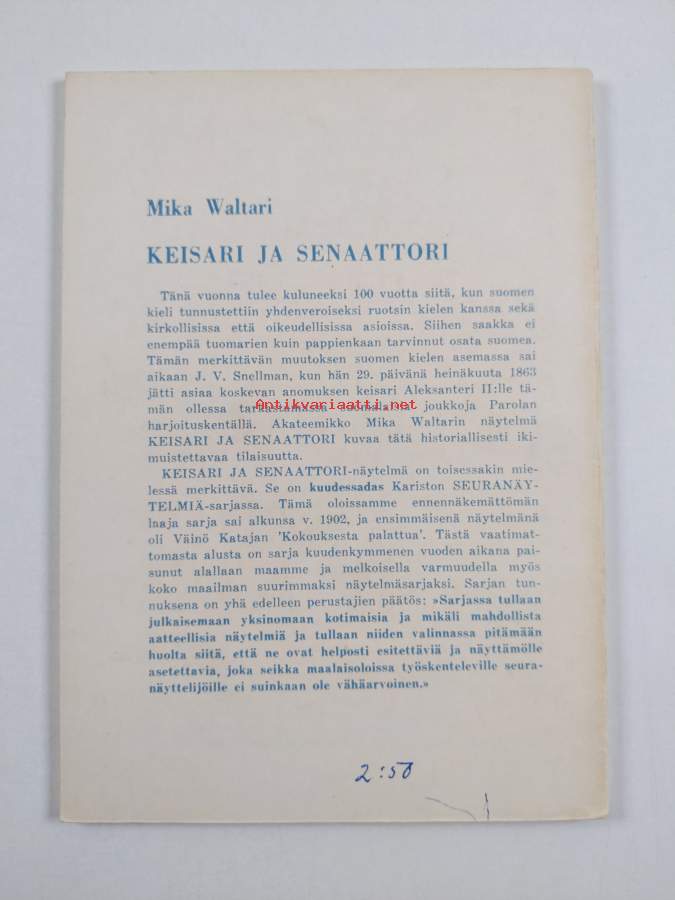 Mika Waltari
KEISARI JA SENAATTORI
Tänä vuonna tulee kuluneeksi 100 vuotta siitä, kun suomen
kieli tunnustettiin yhdenveroiseksi ruotsin kielen kanssa sekä
kirkollisissa että oikeudellisissa asioissa. Siihen saakka ei
enempää tuomarien kuin pappienkaan tarvinnut osata suomea.
Tämän merkittävän muutoksen suomen kielen asemassa sai
aikaan J. V. Snellman, kun hän 29. päivänä heinäkuuta 1863
jätti asiaa koskevan anomuksen keisari Aleksanteri II:lle tä-
män ollessa tarkastamassa suomalaisia joukkoja Parolan
Antikvariaatti.net
harjoituskentällä. Akateemikko Mika Waltarin näytelmä
KEISARI JA SENAATTORI kuvaa tätä historiallisesti iki-
muistettavaa tilaisuutta.
KEISARI JA SENAATTORI-näytelmä on toisessakin mie-
lessä merkittävä. Se on kuudessadas Kariston SEURANÄY-
TELMIÄ-sarjassa. Tämä oloissamme ennennäkemättömän
laaja sarja sai alkunsa v. 1902, ja ensimmäisenä näytelmänä
oli Väinö Katajan 'Kokouksesta palattua'. Tästä vaatimat-
tomasta alusta on sarja kuudenkymmenen vuoden aikana pai-
sunut alallaan maamme ja melkoisella varmuudella myös
koko maailman suurimmaksi näytelmäsarjaksi. Sarjan tun-
nuksena on yhä edelleen perustajien päätös: »Sarjassa tullaan
julkaisemaan yksinomaan kotimaisia ja mikäli mahdollista
aatteellisia näytelmiä ja tullaan niiden valinnassa pitämään
huolta siitä, että ne ovat helposti esitettäviä ja näyttämölle
asetettavia, joka seikka maalaisoloissa työskenteleville seura-
näyttelijöille ei suinkaan ole vähäarvoinen.»
2:50